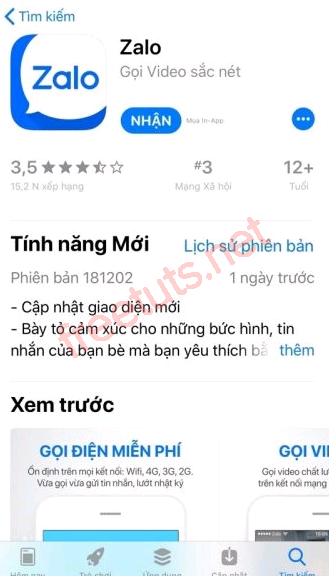 Tìm kiếm
Zalo
Zalo
Gọi Video sắc nét
NHẬN
Mua In-App
3,5
#3
12+
15,2 N xếp hạng
Mạng Xã hội
Tuổi
Tính năng Mới
Lịch sử phiên bản
Phiên bản 181202
1 ngày trước
- Cập nhật giao diện mới
- Bày tỏ cảm xúc cho những bức hình, tin
nhắn của bạn bè mà bạn yêu thích
thêm
freetuts.net
Xem trước
GỌI ĐIỆN MIỄN PHÍ
Ổn định trên mọi kết nối: Wifi, 4G, 3G, 2G.
Vừa gọi vừa gửi tin nhắn, lướt nhật ký
GỌI VI
Gọi video chất lư
trên kết nối mạng
Hôm nay
Trò chơi
Ứng dụng
Cập nhật
Tìm kiếm